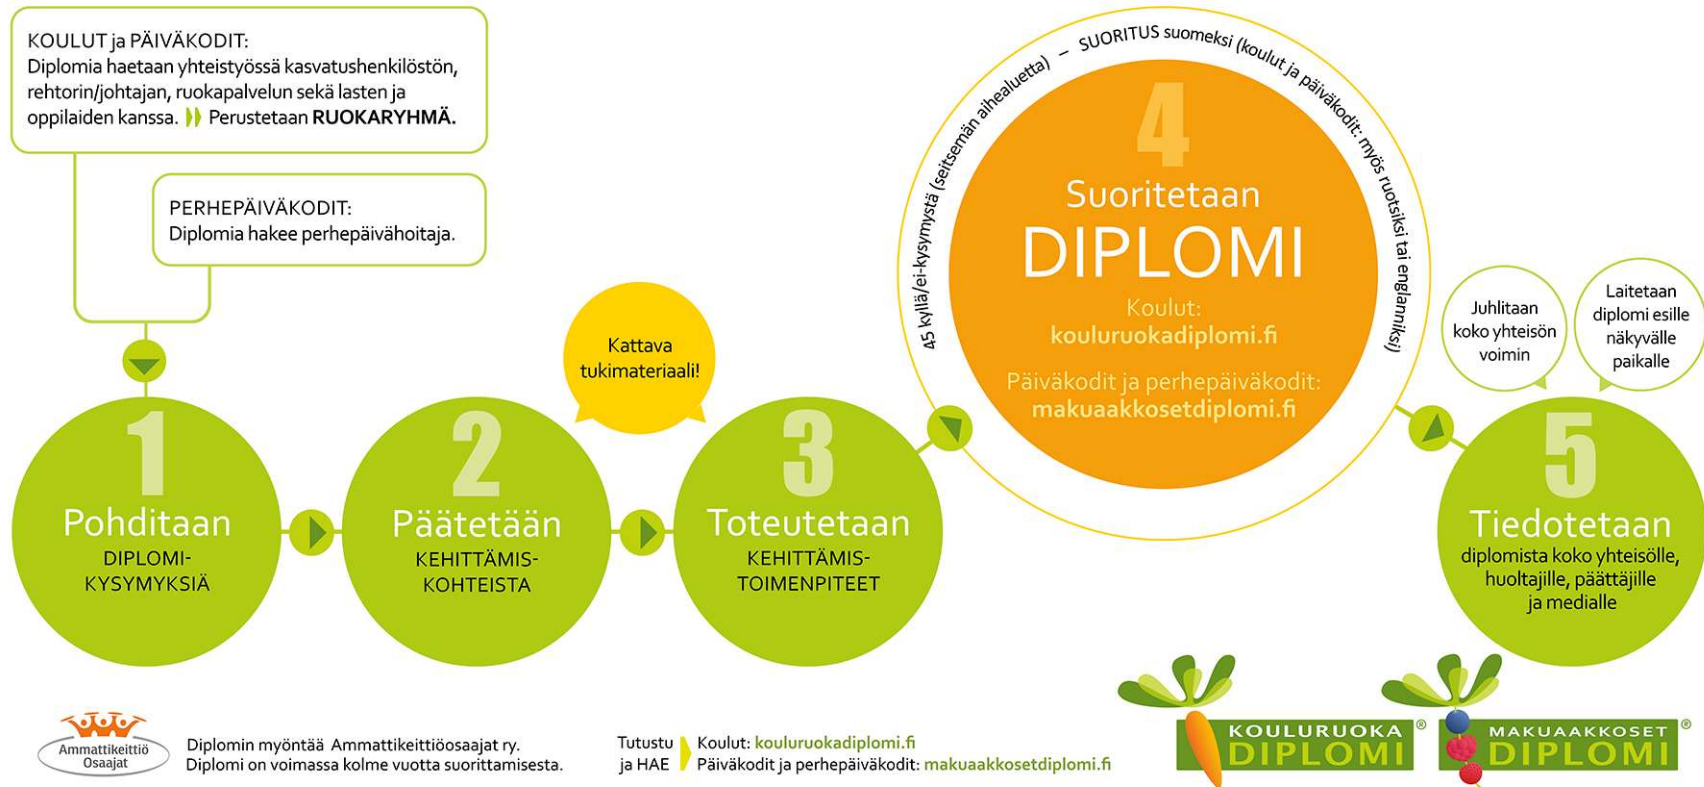 KOULUT ja PÄIVÄKODIT:
Diplomia haetaan yhteistyössä kasvatushenkilöstön,
rehtorin/johtajan, ruokapalvelun sekä lasten ja
oppilaiden kanssa. Perustetaan RUOKARYHMÄ.
PERHEPÄIVÄKODIT:
Diplomia hakee perhepäivähoitaja.
1
Pohditaan
DIPLOMI-
KYSYMYKSIÄ
2
Päätetään
KEHITTÄMIS-
KOHTEISTA
Kattava
tukimateriaali!
3
Toteutetaan
KEHITTÄMIS-
TOIMENPITEET
45 kyllä/ei-kysymystä (seitsemän aihealuetta) – SUORITUS suomeksi (koulut ja päiväkodit: myös ruotsiksi tai englanniksi)
4
Suoritetaan
DIPLOMI
Koulut:
kouluruokadiplomi.fi
Päiväkodit ja perhepäiväkodit:
makuaakkosetdiplomi.fi
Juhlitaan
koko yhteisön
voimin
Laitetaan
diplomi esille
näkyvälle
paikalle
5
Tiedotetaan
diplomista koko yhteisölle,
huoltajille, päättäjille
ja medialle
Ammattikeittiö
Osaajat
Diplomin myöntää Ammattikeittiöosaajat ry.
Diplomi on voimassa kolme vuotta suorittamisesta.
Tutustu
ja HAE
Koulut: kouluruokadiplomi.fi
Päiväkodit ja perhepäiväkodit: makuaakkosetdiplomi.fi
KOULURUOKA ®
DIPLOMI
MAKUAAKKOSET ®
DIPLOMI